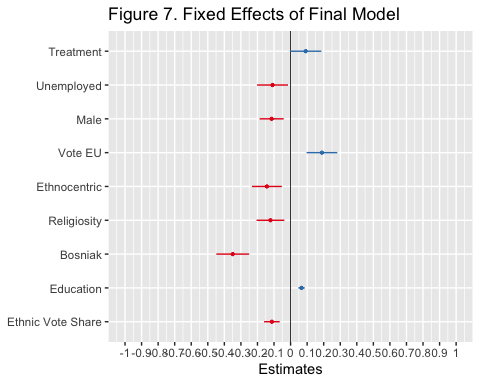 Figure 7. Fixed Effects of Final Model
Treatment
Unemployed
Male
Vote EU
Ethnocentric
Religiosity
Bosniak
Education
Ethnic Vote Share
-1 -0.9 -0.8 -0.7 -0.6 -0.5 -0.4 -0.3 -0.2 -0.1 0 0.1 0.2 0.3 0.4 0.5 0.6 0.7 0.8 0.9 1
Estimates